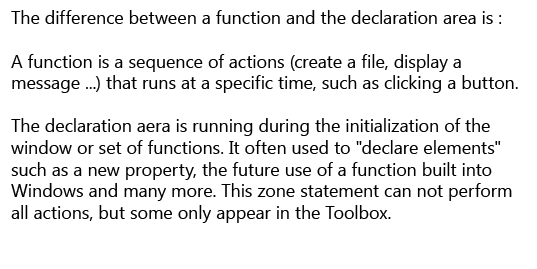 The difference between a function and the declaration area is :
A function is a sequence of actions (create a file, display a
message ...) that runs at a specific time, such as clicking a button.
The declaration aera is running during the initialization of the
window or set of functions. It often used to "declare elements"
such as a new property, the future use of a function built into
Windows and many more. This zone statement can not perform
all actions, but some only appear in the Toolbox.